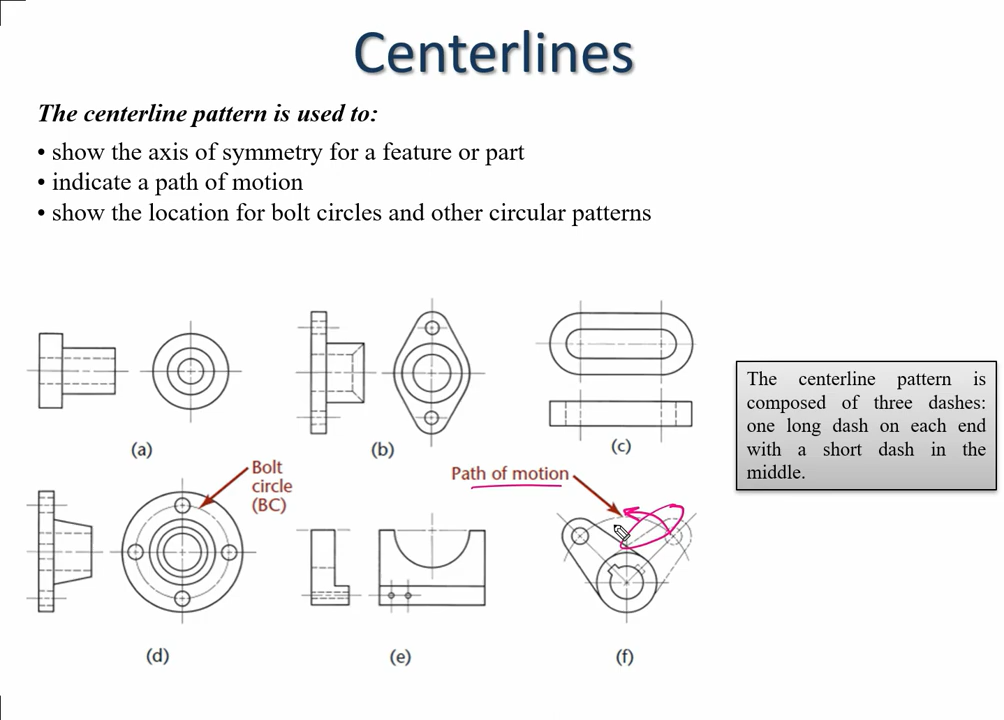 Centerlines
The centerline pattern is used to:
• show the axis of symmetry for a feature or part
• indicate a path of motion
• show the location for bolt circles and other circular patterns
The centerline pattern is
composed of three dashes:
one long dash on each end
with a short dash in the
middle.
(a)
(b)
(c)
Bolt
circle
(BC)
Path of motion
(d)
(e)
(f)